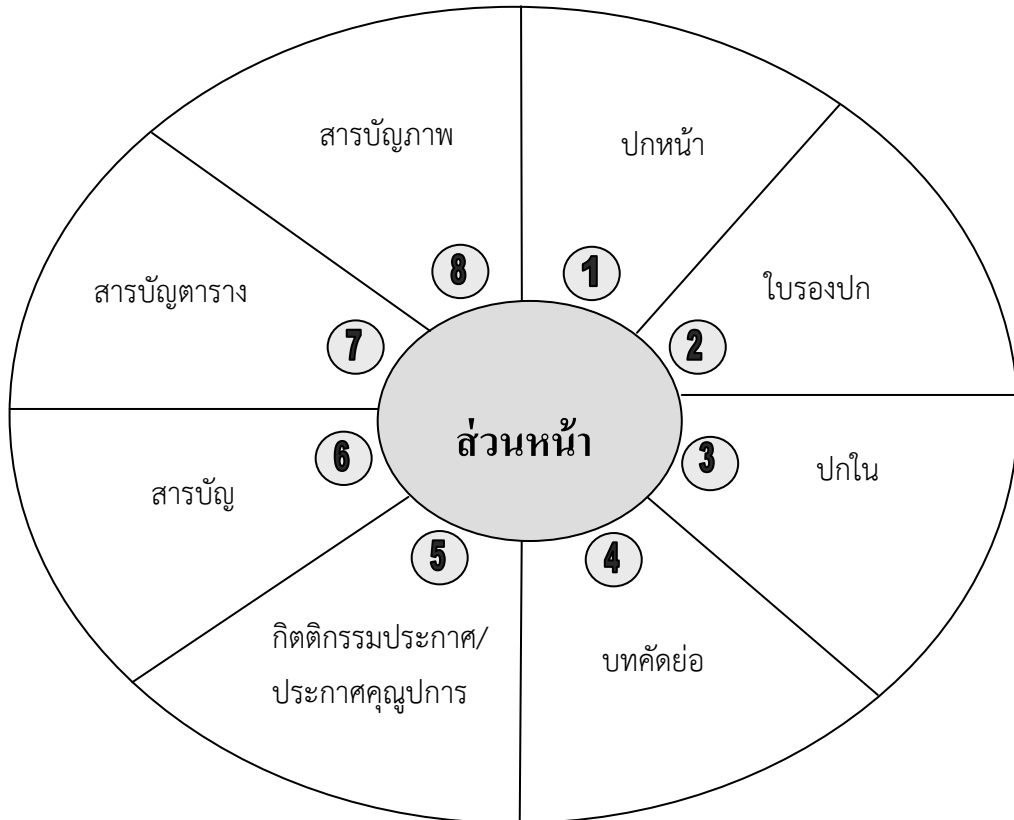 ส่วนหน้า
1
ปกหน้า
2
ใบรองปก
3
ปกใน
4
บทคัดย่อ
5
กิตติกรรมประกาศ/
ประกาศคุณูปการ
6
สารบัญ
7
สารบัญตาราง
8
สารบัญภาพ